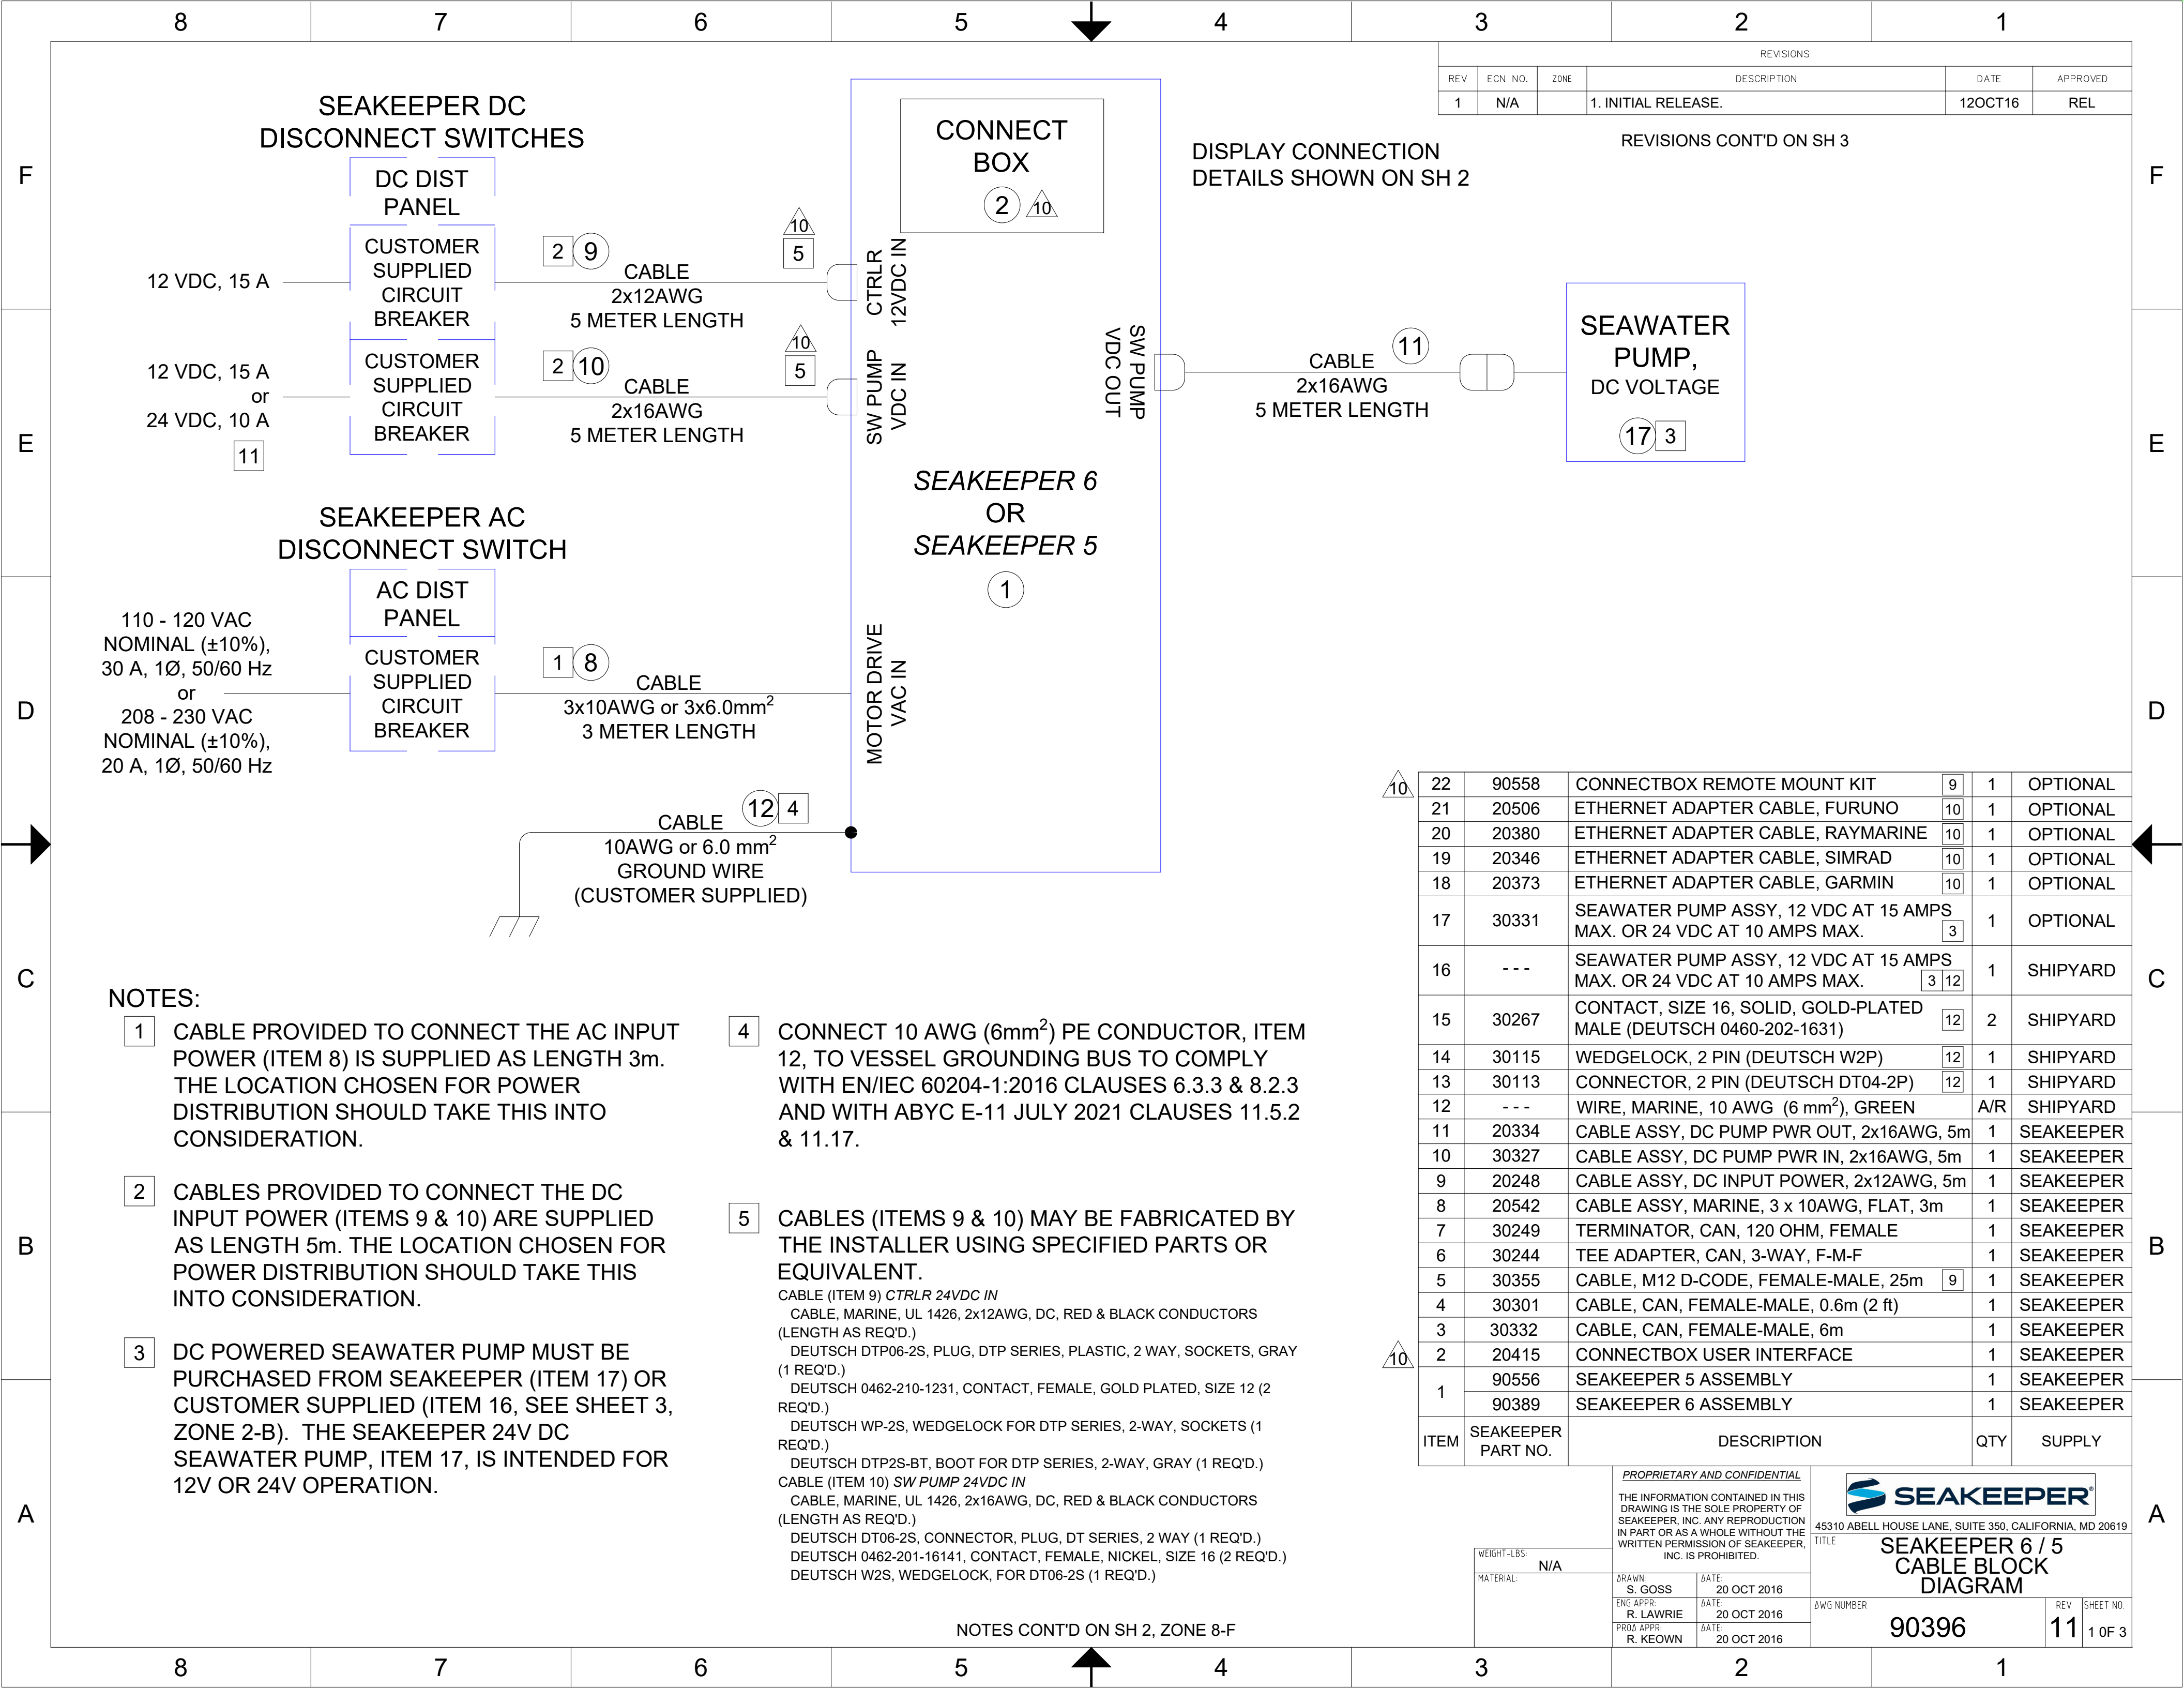 8 7 6 5 4 3 2 1
F
E
D
C
B
A
REVISIONS
REV ECN NO. ZONE DESCRIPTION DATE APPROVED
1 N/A 1. INITIAL RELEASE. 12OCT16 REL
REVISIONS CONT'D ON SH 3
SEAKEEPER DC
DISCONNECT SWITCHES
DC DIST
PANEL
CUSTOMER
SUPPLIED
CIRCUIT
BREAKER
12 VDC, 15 A
2 9
CABLE
2x12AWG
5 METER LENGTH
10
5
CTRLR
12VDC IN
12 VDC, 15 A
or
24 VDC, 10 A
11
CUSTOMER
SUPPLIED
CIRCUIT
BREAKER
2 10
CABLE
2x16AWG
5 METER LENGTH
10
5
SW PUMP
VDC IN
CONNECT
BOX
2 10
DISPLAY CONNECTION
DETAILS SHOWN ON SH 2
SW PUMP
VDC OUT
CABLE 11
2x16AWG
5 METER LENGTH
SEAWATER
PUMP,
DC VOLTAGE
17 3
SEAKEEPER 6
OR
SEAKEEPER 5
1
SEAKEEPER AC
DISCONNECT SWITCH
AC DIST
PANEL
CUSTOMER
SUPPLIED
CIRCUIT
BREAKER
110 - 120 VAC
NOMINAL (±10%),
30 A, 1Ø, 50/60 Hz
or
208 - 230 VAC
NOMINAL (±10%),
20 A, 1Ø, 50/60 Hz
1 8
CABLE
3x10AWG or 3x6.0mm²
3 METER LENGTH
MOTOR DRIVE
VAC IN
12 4
CABLE
10AWG or 6.0 mm²
GROUND WIRE
(CUSTOMER SUPPLIED)
NOTES:
1 CABLE PROVIDED TO CONNECT THE AC INPUT
POWER (ITEM 8) IS SUPPLIED AS LENGTH 3m.
THE LOCATION CHOSEN FOR POWER
DISTRIBUTION SHOULD TAKE THIS INTO
CONSIDERATION.
2 CABLES PROVIDED TO CONNECT THE DC
INPUT POWER (ITEMS 9 & 10) ARE SUPPLIED
AS LENGTH 5m. THE LOCATION CHOSEN FOR
POWER DISTRIBUTION SHOULD TAKE THIS
INTO CONSIDERATION.
3 DC POWERED SEAWATER PUMP MUST BE
PURCHASED FROM SEAKEEPER (ITEM 17) OR
CUSTOMER SUPPLIED (ITEM 16, SEE SHEET 3,
ZONE 2-B). THE SEAKEEPER 24V DC
SEAWATER PUMP, ITEM 17, IS INTENDED FOR
12V OR 24V OPERATION.
4 CONNECT 10 AWG (6mm²) PE CONDUCTOR, ITEM
12, TO VESSEL GROUNDING BUS TO COMPLY
WITH EN/IEC 60204-1:2016 CLAUSES 6.3.3 & 8.2.3
AND WITH ABYC E-11 JULY 2021 CLAUSES 11.5.2
& 11.17.
5 CABLES (ITEMS 9 & 10) MAY BE FABRICATED BY
THE INSTALLER USING SPECIFIED PARTS OR
EQUIVALENT.
CABLE (ITEM 9) CTRLR 24VDC IN
CABLE, MARINE, UL 1426, 2x12AWG, DC, RED & BLACK CONDUCTORS
(LENGTH AS REQ'D.)
DEUTSCH DTP06-2S, PLUG, DTP SERIES, PLASTIC, 2 WAY, SOCKETS, GRAY
(1 REQ'D.)
DEUTSCH 0462-210-1231, CONTACT, FEMALE, GOLD PLATED, SIZE 12 (2
REQ'D.)
DEUTSCH WP-2S, WEDGELOCK FOR DTP SERIES, 2-WAY, SOCKETS (1
REQ'D.)
DEUTSCH DTP2S-BT, BOOT FOR DTP SERIES, 2-WAY, GRAY (1 REQ'D.)
CABLE (ITEM 10) SW PUMP 24VDC IN
CABLE, MARINE, UL 1426, 2x16AWG, DC, RED & BLACK CONDUCTORS
(LENGTH AS REQ'D.)
DEUTSCH DT06-2S, CONNECTOR, PLUG, DT SERIES, 2 WAY (1 REQ'D.)
DEUTSCH 0462-201-16141, CONTACT, FEMALE, NICKEL, SIZE 16 (2 REQ'D.)
DEUTSCH W2S, WEDGELOCK, FOR DT06-2S (1 REQ'D.)
NOTES CONT'D ON SH 2, ZONE 8-F
10 22 90558 CONNECTBOX REMOTE MOUNT KIT 9 1 OPTIONAL
21 20506 ETHERNET ADAPTER CABLE, FURUNO 10 1 OPTIONAL
20 20380 ETHERNET ADAPTER CABLE, RAYMARINE 10 1 OPTIONAL
19 20346 ETHERNET ADAPTER CABLE, SIMRAD 10 1 OPTIONAL
18 20373 ETHERNET ADAPTER CABLE, GARMIN 10 1 OPTIONAL
17 30331 SEAWATER PUMP ASSY, 12 VDC AT 15 AMPS
MAX. OR 24 VDC AT 10 AMPS MAX. 3 1 OPTIONAL
16 - - - SEAWATER PUMP ASSY, 12 VDC AT 15 AMPS
MAX. OR 24 VDC AT 10 AMPS MAX. 3 12 1 SHIPYARD
15 30267 CONTACT, SIZE 16, SOLID, GOLD-PLATED
MALE (DEUTSCH 0460-202-1631) 12 2 SHIPYARD
14 30115 WEDGELOCK, 2 PIN (DEUTSCH W2P) 12 1 SHIPYARD
13 30113 CONNECTOR, 2 PIN (DEUTSCH DT04-2P) 12 1 SHIPYARD
12 - - - WIRE, MARINE, 10 AWG (6 mm²), GREEN A/R SHIPYARD
11 20334 CABLE ASSY, DC PUMP PWR OUT, 2x16AWG, 5m 1 SEAKEEPER
10 30327 CABLE ASSY, DC PUMP PWR IN, 2x16AWG, 5m 1 SEAKEEPER
9 20248 CABLE ASSY, DC INPUT POWER, 2x12AWG, 5m 1 SEAKEEPER
8 20542 CABLE ASSY, MARINE, 3 x 10AWG, FLAT, 3m 1 SEAKEEPER
7 30249 TERMINATOR, CAN, 120 OHM, FEMALE 1 SEAKEEPER
6 30244 TEE ADAPTER, CAN, 3-WAY, F-M-F 1 SEAKEEPER
5 30355 CABLE, M12 D-CODE, FEMALE-MALE, 25m 9 1 SEAKEEPER
4 30301 CABLE, CAN, FEMALE-MALE, 0.6m (2 ft) 1 SEAKEEPER
3 30332 CABLE, CAN, FEMALE-MALE, 6m 1 SEAKEEPER
10 2 20415 CONNECTBOX USER INTERFACE 1 SEAKEEPER
1 90556 SEAKEEPER 5 ASSEMBLY 1 SEAKEEPER
90389 SEAKEEPER 6 ASSEMBLY 1 SEAKEEPER
ITEM SEAKEEPER PART NO. DESCRIPTION QTY SUPPLY
PROPRIETARY AND CONFIDENTIAL
THE INFORMATION CONTAINED IN THIS
DRAWING IS THE SOLE PROPERTY OF
SEAKEEPER, INC. ANY REPRODUCTION
IN PART OR AS A WHOLE WITHOUT THE
WRITTEN PERMISSION OF SEAKEEPER,
INC. IS PROHIBITED.
SEAKEEPER®
45310 ABELL HOUSE LANE, SUITE 350, CALIFORNIA, MD 20619
TITLE
SEAKEEPER 6 / 5
CABLE BLOCK
DIAGRAM
WEIGHT-LBS:
N/A
MATERIAL:
DRAWN: DATE:
S. GOSS 20 OCT 2016
ENG APPR: DATE:
R. LAWRIE 20 OCT 2016
PROD APPR: DATE:
R. KEOWN 20 OCT 2016
DWG NUMBER REV SHEET NO.
90396 11 1 OF 3
F
E
D
C
B
A
8 7 6 5 4 3 2 1